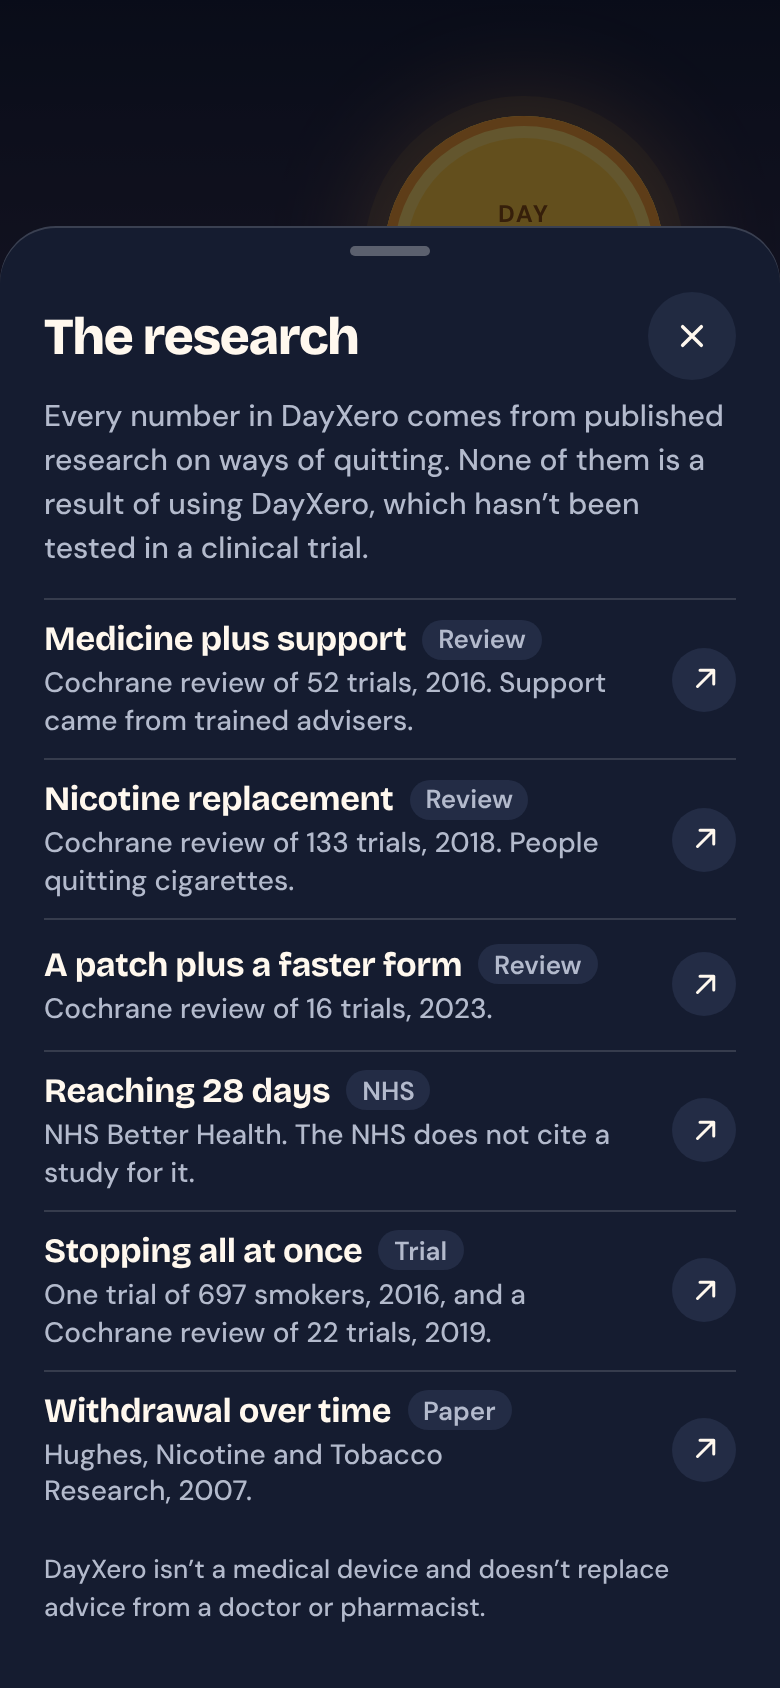 DAY
The research
Every number in DayXero comes from published
research on ways of quitting. None of them is a
result of using DayXero, which hasn’t been
tested in a clinical trial.
Medicine plus support Review
Cochrane review of 52 trials, 2016. Support
came from trained advisers.
Nicotine replacement Review
Cochrane review of 133 trials, 2018. People
quitting cigarettes.
A patch plus a faster form Review
Cochrane review of 16 trials, 2023.
Reaching 28 days NHS
NHS Better Health. The NHS does not cite a
study for it.
Stopping all at once Trial
One trial of 697 smokers, 2016, and a
Cochrane review of 22 trials, 2019.
Withdrawal over time Paper
Hughes, Nicotine and Tobacco
Research, 2007.
DayXero isn’t a medical device and doesn’t replace
advice from a doctor or pharmacist.